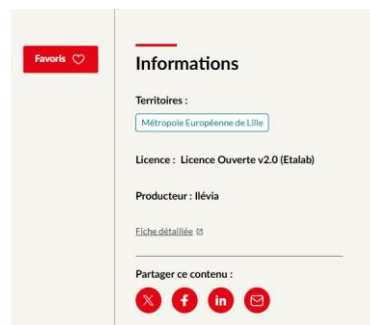 Favoris
Informations
Territoires :
Métropole Européenne de Lille
Licence : Licence Ouverte v2.0 (Etalab)
Producteur : Ilévia
Fiche détaillée
Partager ce contenu :